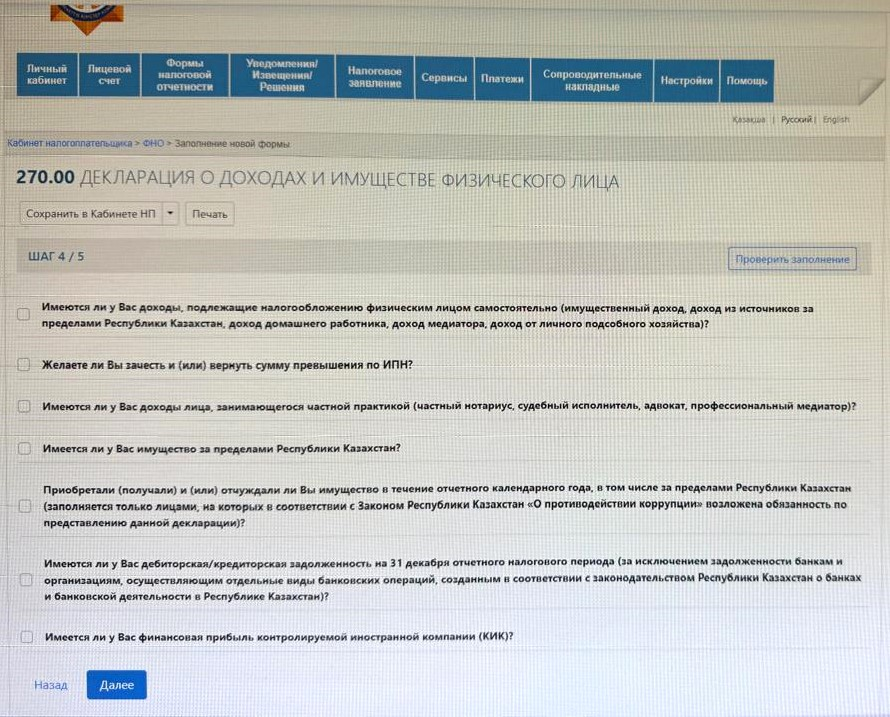 Личный кабинет
Лицевой счет
Формы налоговой отчетности
Уведомления/ Извещения/ Решения
Налоговое заявление
Сервисы
Платежи
Сопроводительные накладные
Настройки
Помощь
Қазақша | Русский | English
Кабинет налогоплательщика > ФНО > Заполнение новой формы
270.00 ДЕКЛАРАЦИЯ О ДОХОДАХ И ИМУЩЕСТВЕ ФИЗИЧЕСКОГО ЛИЦА
Сохранить в Кабинете НП
Печать
ШАГ 4 / 5
Проверить заполнение
Имеются ли у Вас доходы, подлежащие налогообложению физическим лицом самостоятельно (имущественный доход, доход из источников за
пределами Республики Казахстан, доход домашнего работника, доход медиатора, доход от личного подсобного хозяйства)?
Желаете ли Вы зачесть и (или) вернуть сумму превышения по ИПН?
Имеются ли у Вас доходы лица, занимающегося частной практикой (частный нотариус, судебный исполнитель, адвокат, профессиональный медиатор)?
Имеется ли у Вас имущество за пределами Республики Казахстан?
Приобретали (получали) и (или) отчуждали ли Вы имущество в течение отчетного календарного года, в том числе за пределами Республики Казахстан
(заполняется только лицами, на которых в соответствии с Законом Республики Казахстан «О противодействии коррупции» возложена обязанность по
представлению данной декларации)?
Имеются ли у Вас дебиторская/кредиторская задолженность на 31 декабря отчетного налогового периода (за исключением задолженности банкам и
организациям, осуществляющим отдельные виды банковских операций, созданным в соответствии с законодательством Республики Казахстан о банках
и банковской деятельности в Республике Казахстан)?
Имеется ли у Вас финансовая прибыль контролируемой иностранной компании (КИК)?
Назад
Далее